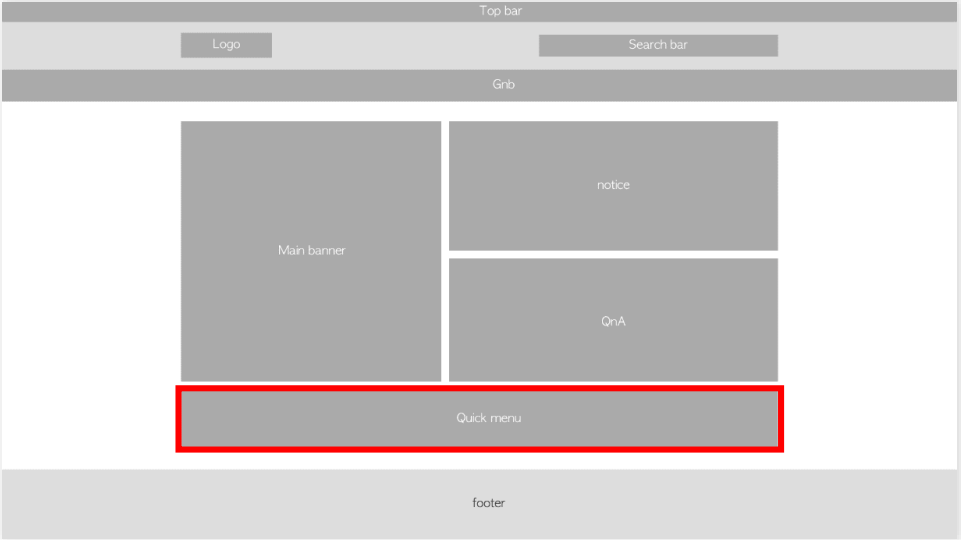 Top bar
Logo
Search bar
Gnb
Main banner
notice
QnA
Quick menu
footer